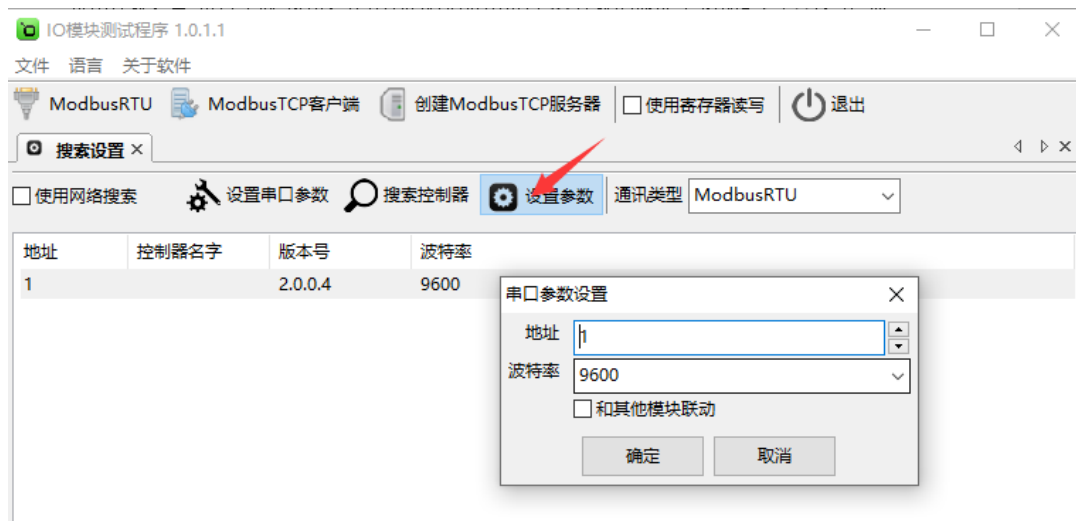 IO模块测试程序 1.0.1.1
文件 语言 关于软件
ModbusRTU ModbusTCP客户端 创建ModbusTCP服务器 使用寄存器读写 退出
搜索设置
使用网络搜索 设置串口参数 搜索控制器 设置参数 通讯类型 ModbusRTU
地址 控制器名字 版本号 波特率
1 2.0.0.4 9600
串口参数设置
地址 1
波特率 9600
和其他模块联动
确定 取消